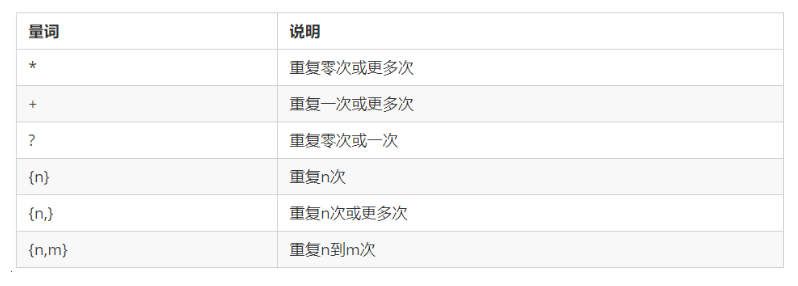 量词 说明
* 重复零次或更多次
+ 重复一次或更多次
? 重复零次或一次
{n} 重复n次
{n,} 重复n次或更多次
{n,m} 重复n到m次